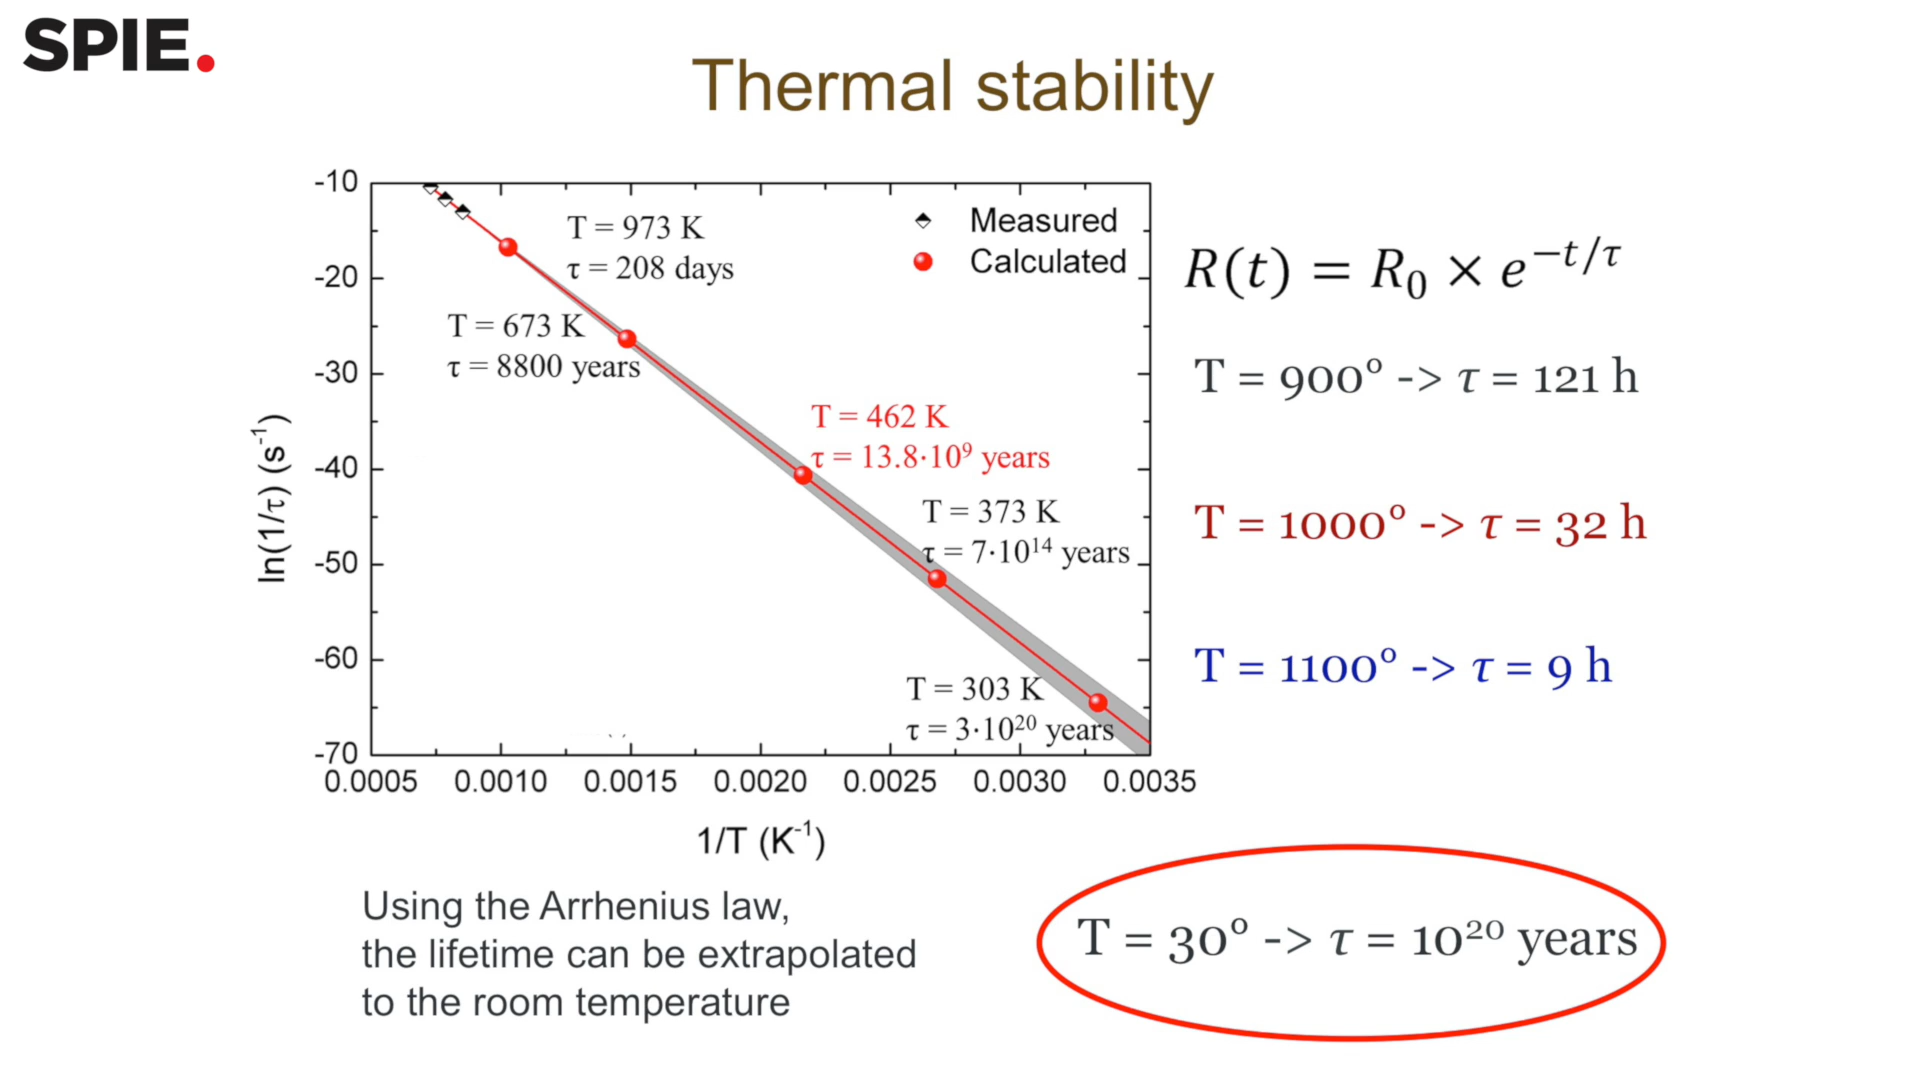 SPIE.
Thermal stability
-10
-20
-30
-40
-50
-60
-70
ln(1/τ) (s⁻¹)
0.0005 0.0010 0.0015 0.0020 0.0025 0.0030 0.0035
1/T (K⁻¹)
Measured
Calculated
T = 973 K
τ = 208 days
T = 673 K
τ = 8800 years
T = 462 K
τ = 13.8·10⁹ years
T = 373 K
τ = 7·10¹⁴ years
T = 303 K
τ = 3·10²⁰ years
R(t) = R₀ × e^(−t/τ)
T = 900° -> τ = 121 h
T = 1000° -> τ = 32 h
T = 1100° -> τ = 9 h
Using the Arrhenius law,
the lifetime can be extrapolated
to the room temperature
T = 30° -> τ = 10²⁰ years